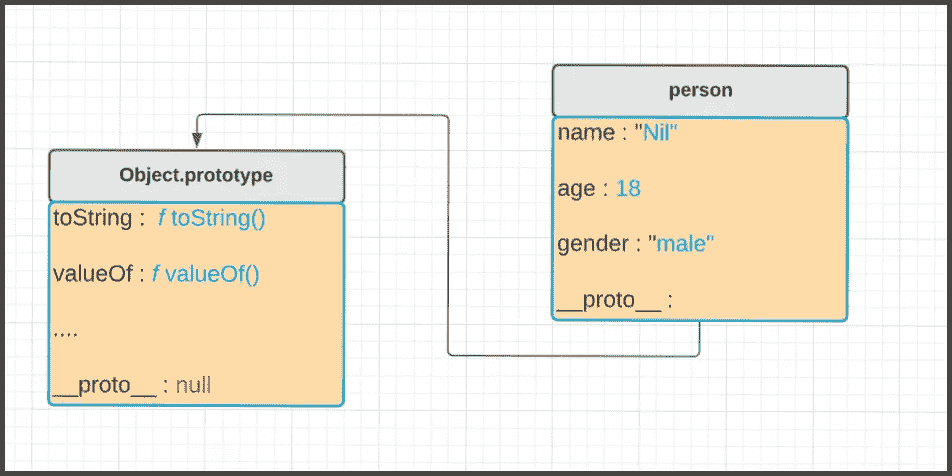 Object.prototype
toString : f toString()
valueOf : f valueOf()
....
__proto__ : null
person
name : "Nil"
age : 18
gender : "male"
__proto__ :